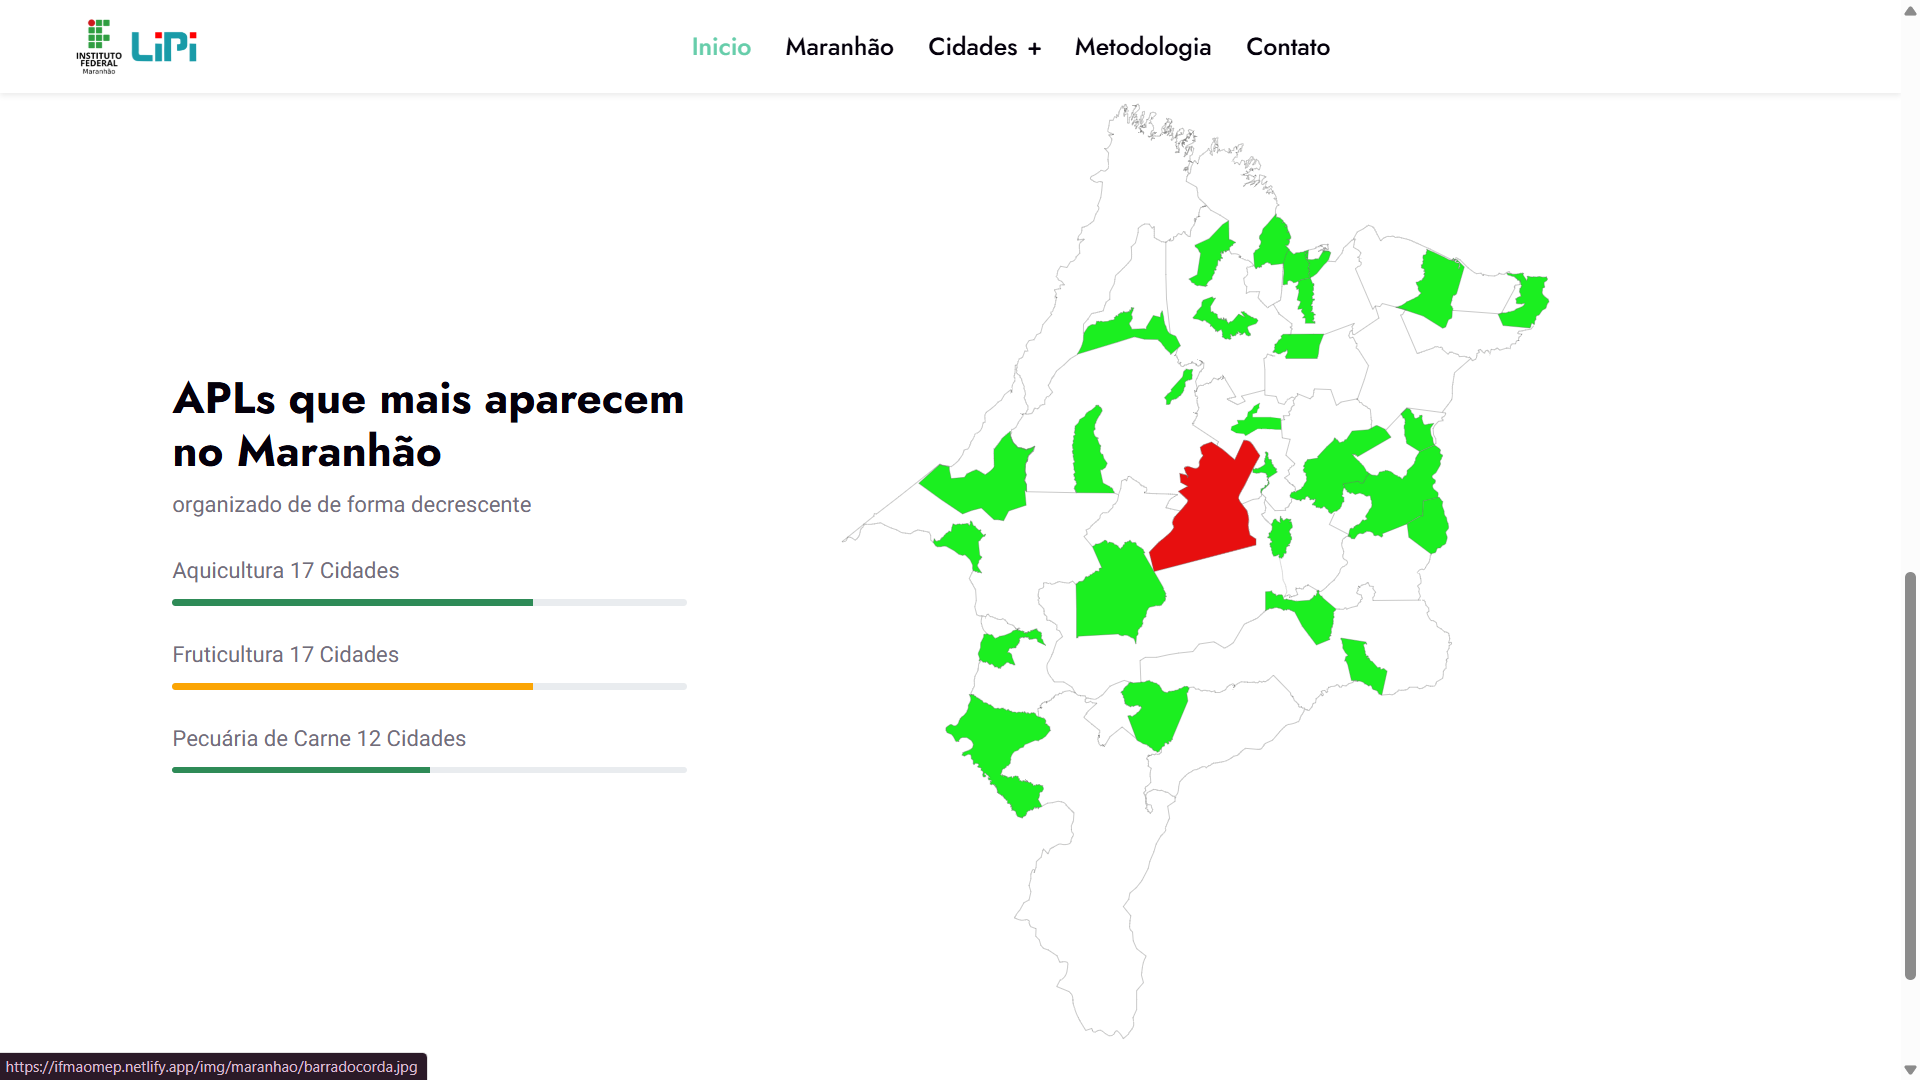 INSTITUTO
FEDERAL
Maranhão
LiPi
Inicio
Maranhão
Cidades +
Metodologia
Contato
APLs que mais aparecem
no Maranhão
organizado de de forma decrescente
Aquicultura 17 Cidades
Fruticultura 17 Cidades
Pecuária de Carne 12 Cidades
https://ifmaomep.netlify.app/img/maranhao/barradocorda.jpg